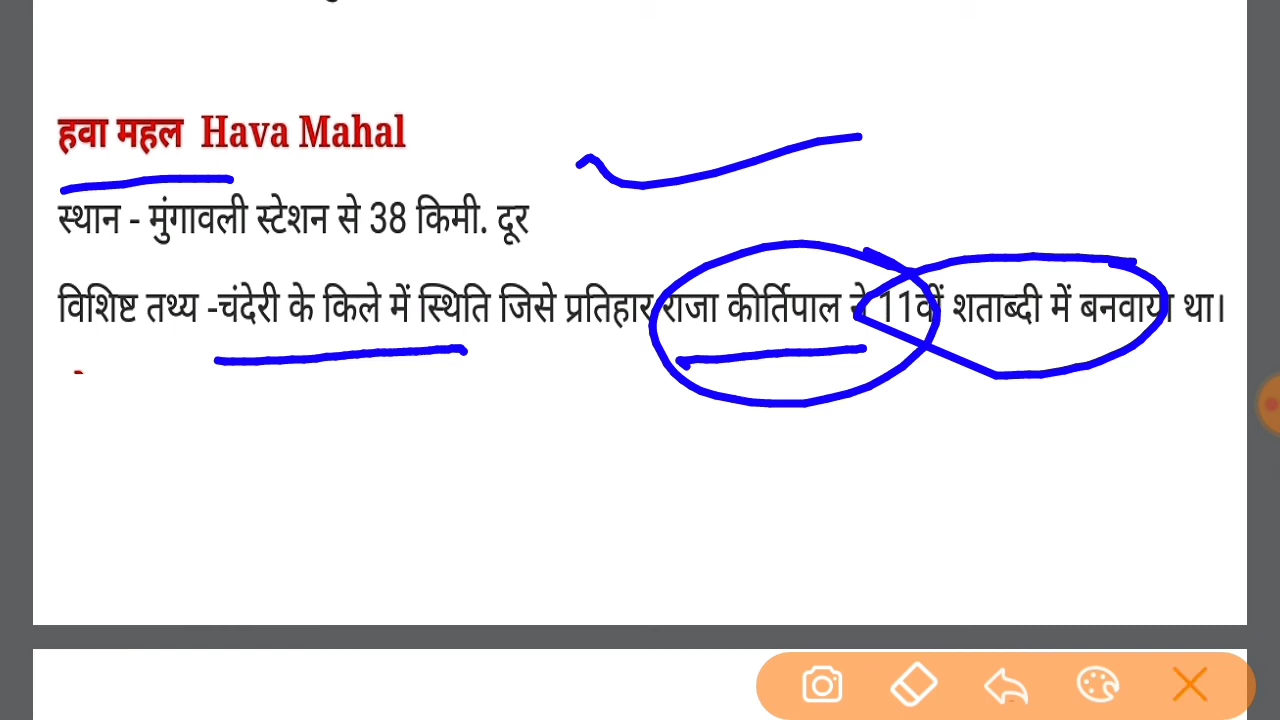 हवा महल Hava Mahal
स्थान - मुंगावली स्टेशन से 38 किमी. दूर
विशिष्ट तथ्य -चंदेरी के किले में स्थिति जिसे प्रतिहार राजा कीर्तिपाल ने 11वीं शताब्दी में बनवाया था।